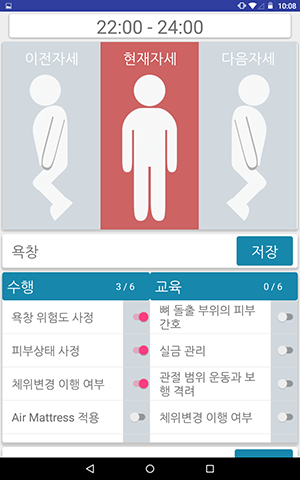 10:08
22:00 - 24:00
이전자세 현재자세 다음자세
욕창 저장
수행 3 / 6 교육 0 / 6
욕창 위험도 사정
뼈 돌출 부위의 피부
간호
피부상태 사정
실금 관리
체위변경 이행 여부
관절 범위 운동과 보
행 격려
Air Mattress 적용
체위변경 이행 여부